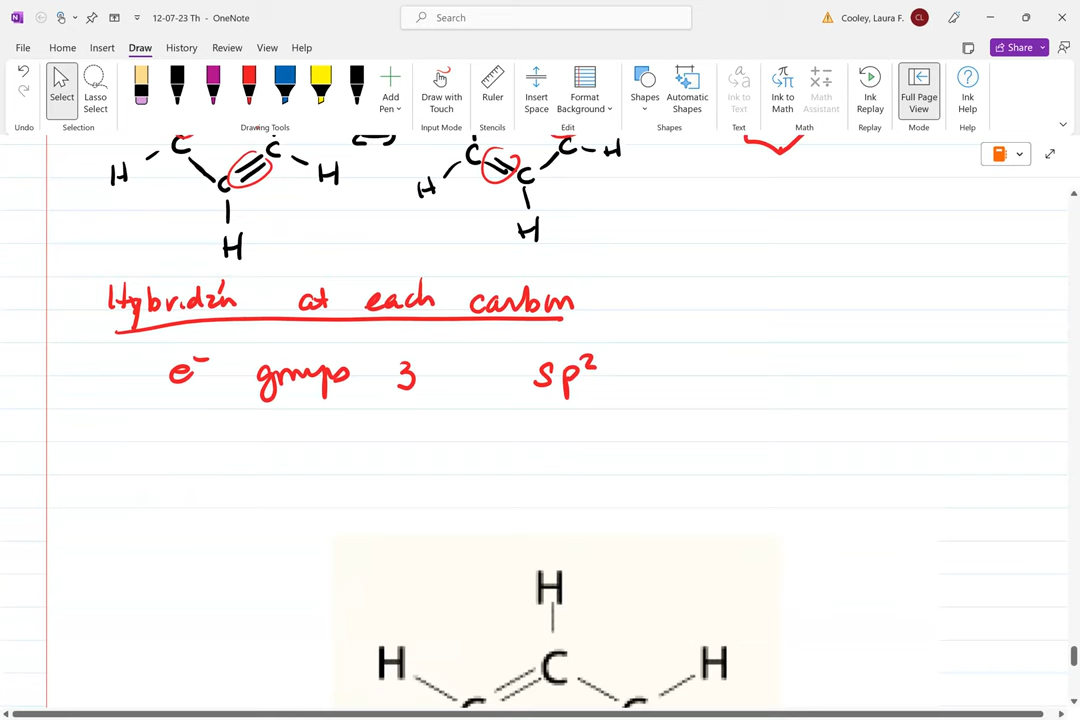 12-07-23 Th - OneNote
Search
Cooley, Laura F.
CL
File Home Insert Draw History Review View Help
Share
Select
Lasso Select
Add Pen
Draw with Touch
Ruler
Insert Space
Format Background
Shapes
Automatic Shapes
Ink to Text
Ink to Math
Math Assistant
Ink Replay
Full Page View
Ink Help
Undo Selection Drawing Tools Input Mode Stencils Edit Shapes Text Math Replay Mode Help
C C C C H
H C H H C
H H
Hybridiz'n at each carbon
e⁻ groups 3 sp²
H
H C H
C C